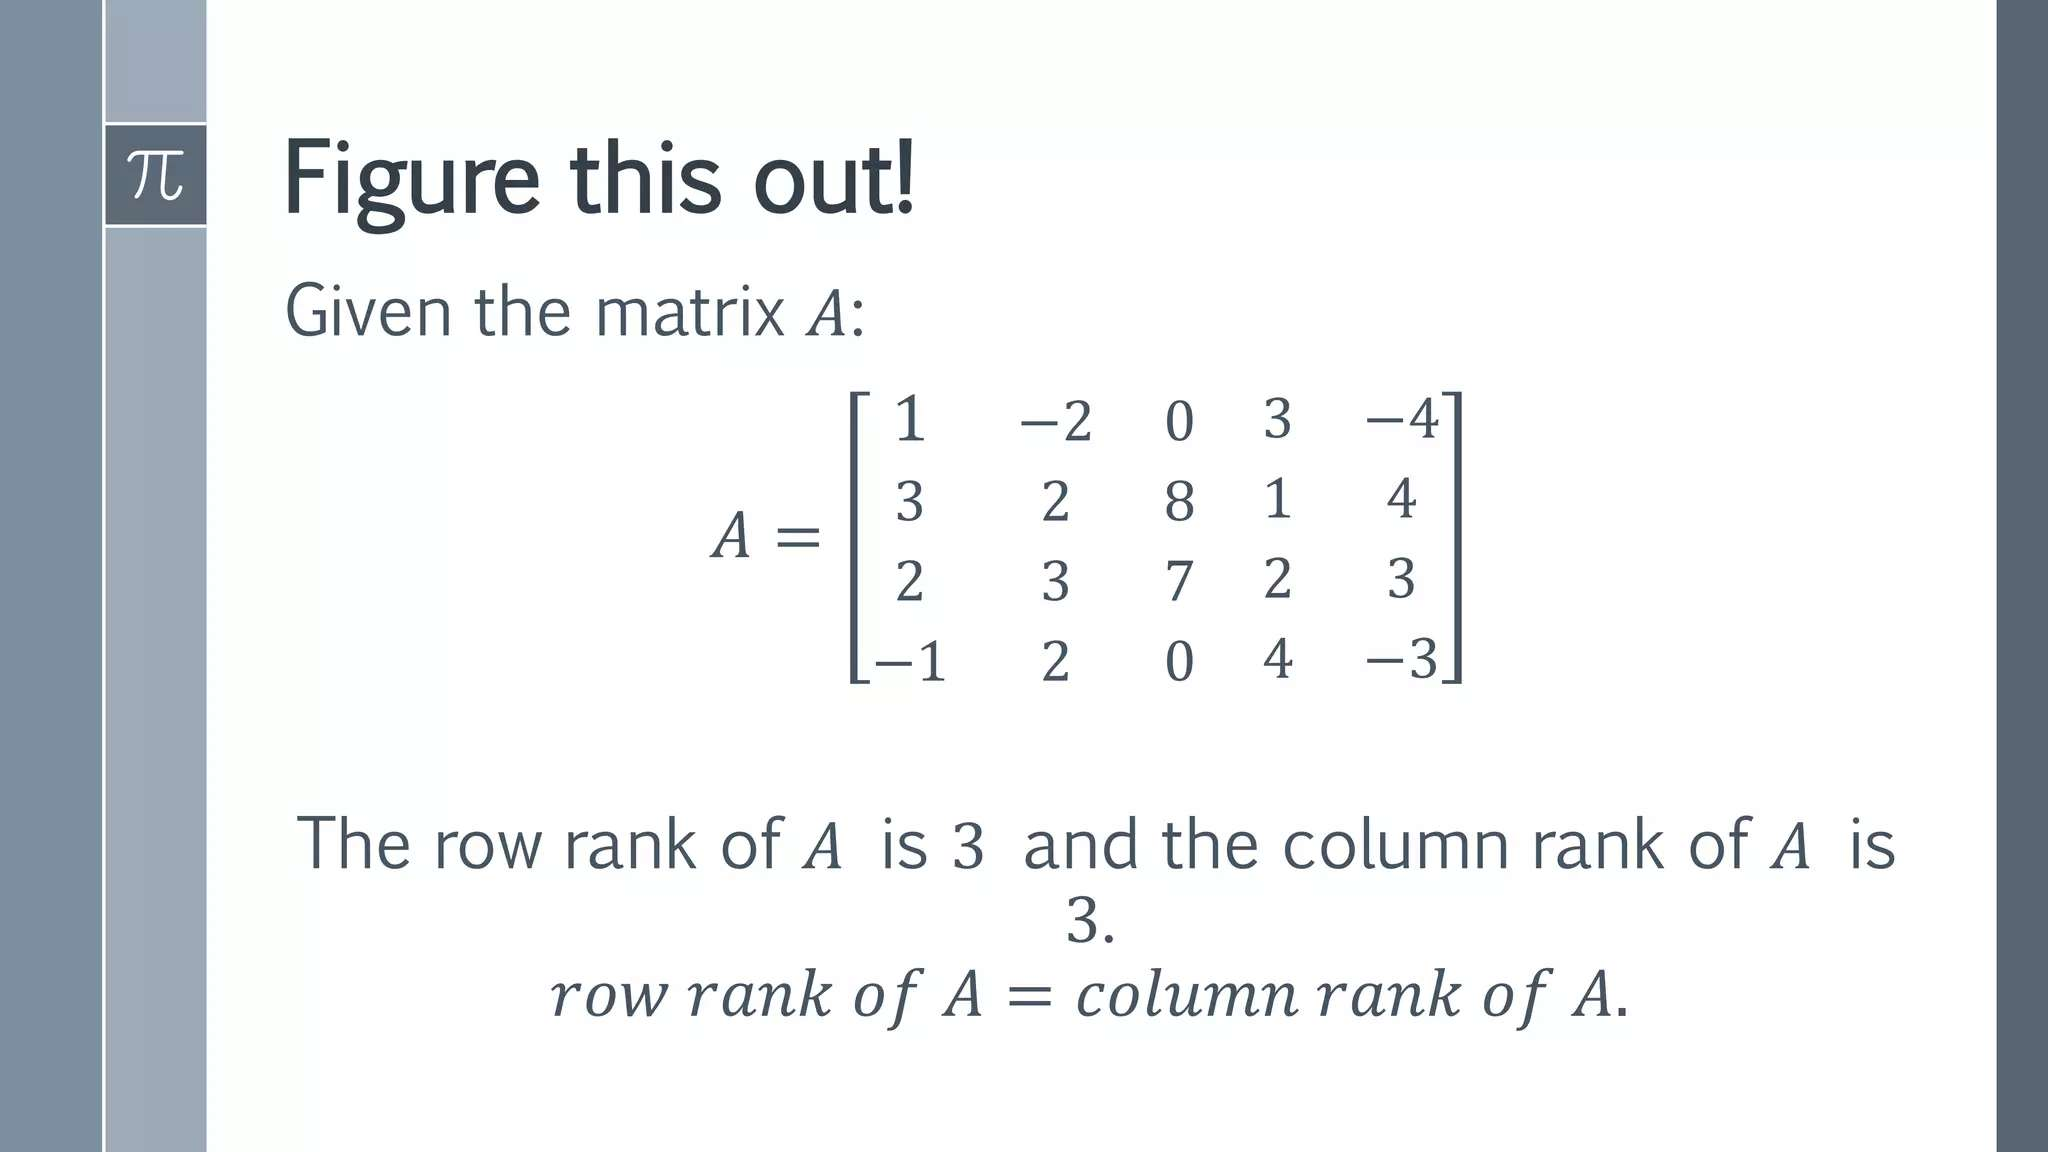 π
Figure this out!
Given the matrix A:
A = [
1 −2 0 3 −4
3 2 8 1 4
2 3 7 2 3
−1 2 0 4 −3
]
The row rank of A is 3 and the column rank of A is
3.
row rank of A = column rank of A.